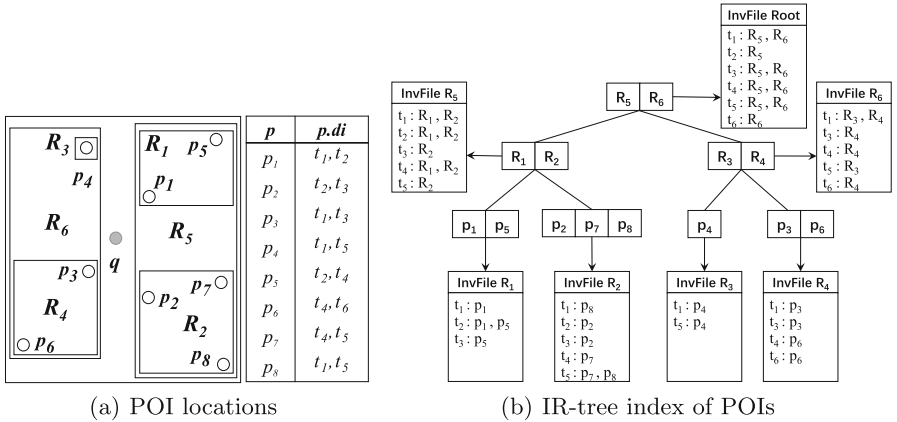 R₃
p₄
R₆
p₃
R₄
p₆
q
R₁
p₅
p₁
R₅
p₂
p₇
R₂
p₈
p p.di
p₁ t₁,t₂
p₂ t₂,t₃
p₃ t₁,t₃
p₄ t₁,t₅
p₅ t₂,t₄
p₆ t₄,t₆
p₇ t₄,t₅
p₈ t₁,t₅
(a) POI locations
InvFile Root
t₁ : R₅ , R₆
t₂ : R₅
t₃ : R₅ , R₆
t₄ : R₅ , R₆
t₅ : R₅ , R₆
t₆ : R₆
R₅ R₆
InvFile R₅
t₁ : R₁ , R₂
t₂ : R₁ , R₂
t₃ : R₂
t₄ : R₁ , R₂
t₅ : R₂
R₁ R₂
R₃ R₄
InvFile R₆
t₁ : R₃ , R₄
t₃ : R₄
t₄ : R₄
t₅ : R₃
t₆ : R₄
p₁ p₅
p₂ p₇ p₈
p₄
p₃ p₆
InvFile R₁
t₁ : p₁
t₂ : p₁ , p₅
t₃ : p₅
InvFile R₂
t₁ : p₈
t₂ : p₂
t₃ : p₂
t₄ : p₇
t₅ : p₇ , p₈
InvFile R₃
t₁ : p₄
t₅ : p₄
InvFile R₄
t₁ : p₃
t₃ : p₃
t₄ : p₆
t₆ : p₆
(b) IR-tree index of POIs